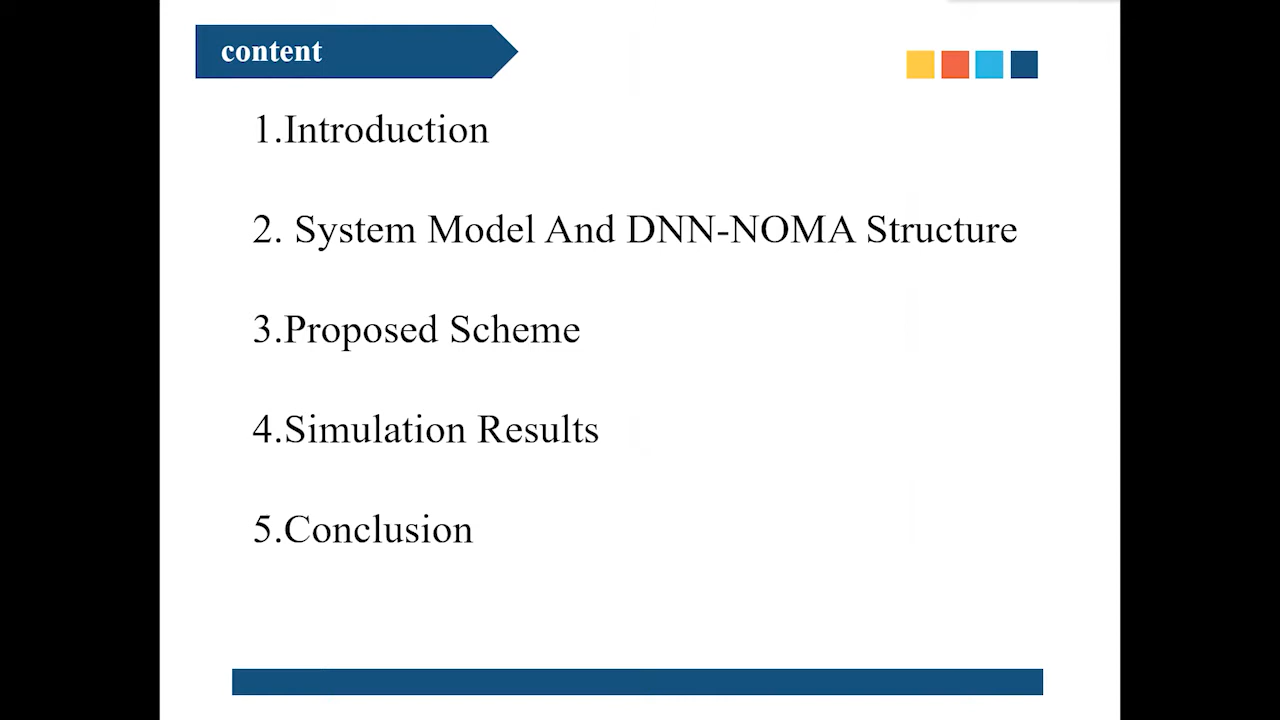 content
1.Introduction
2. System Model And DNN-NOMA Structure
3.Proposed Scheme
4.Simulation Results
5.Conclusion